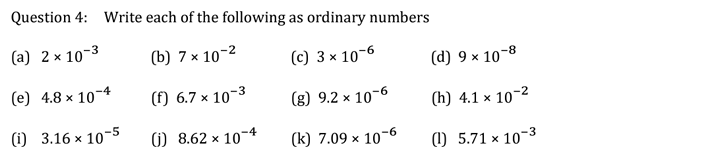 Question 4: Write each of the following as ordinary numbers
(a) 2 × 10⁻³ (b) 7 × 10⁻² (c) 3 × 10⁻⁶ (d) 9 × 10⁻⁸
(e) 4.8 × 10⁻⁴ (f) 6.7 × 10⁻³ (g) 9.2 × 10⁻⁶ (h) 4.1 × 10⁻²
(i) 3.16 × 10⁻⁵ (j) 8.62 × 10⁻⁴ (k) 7.09 × 10⁻⁶ (l) 5.71 × 10⁻³